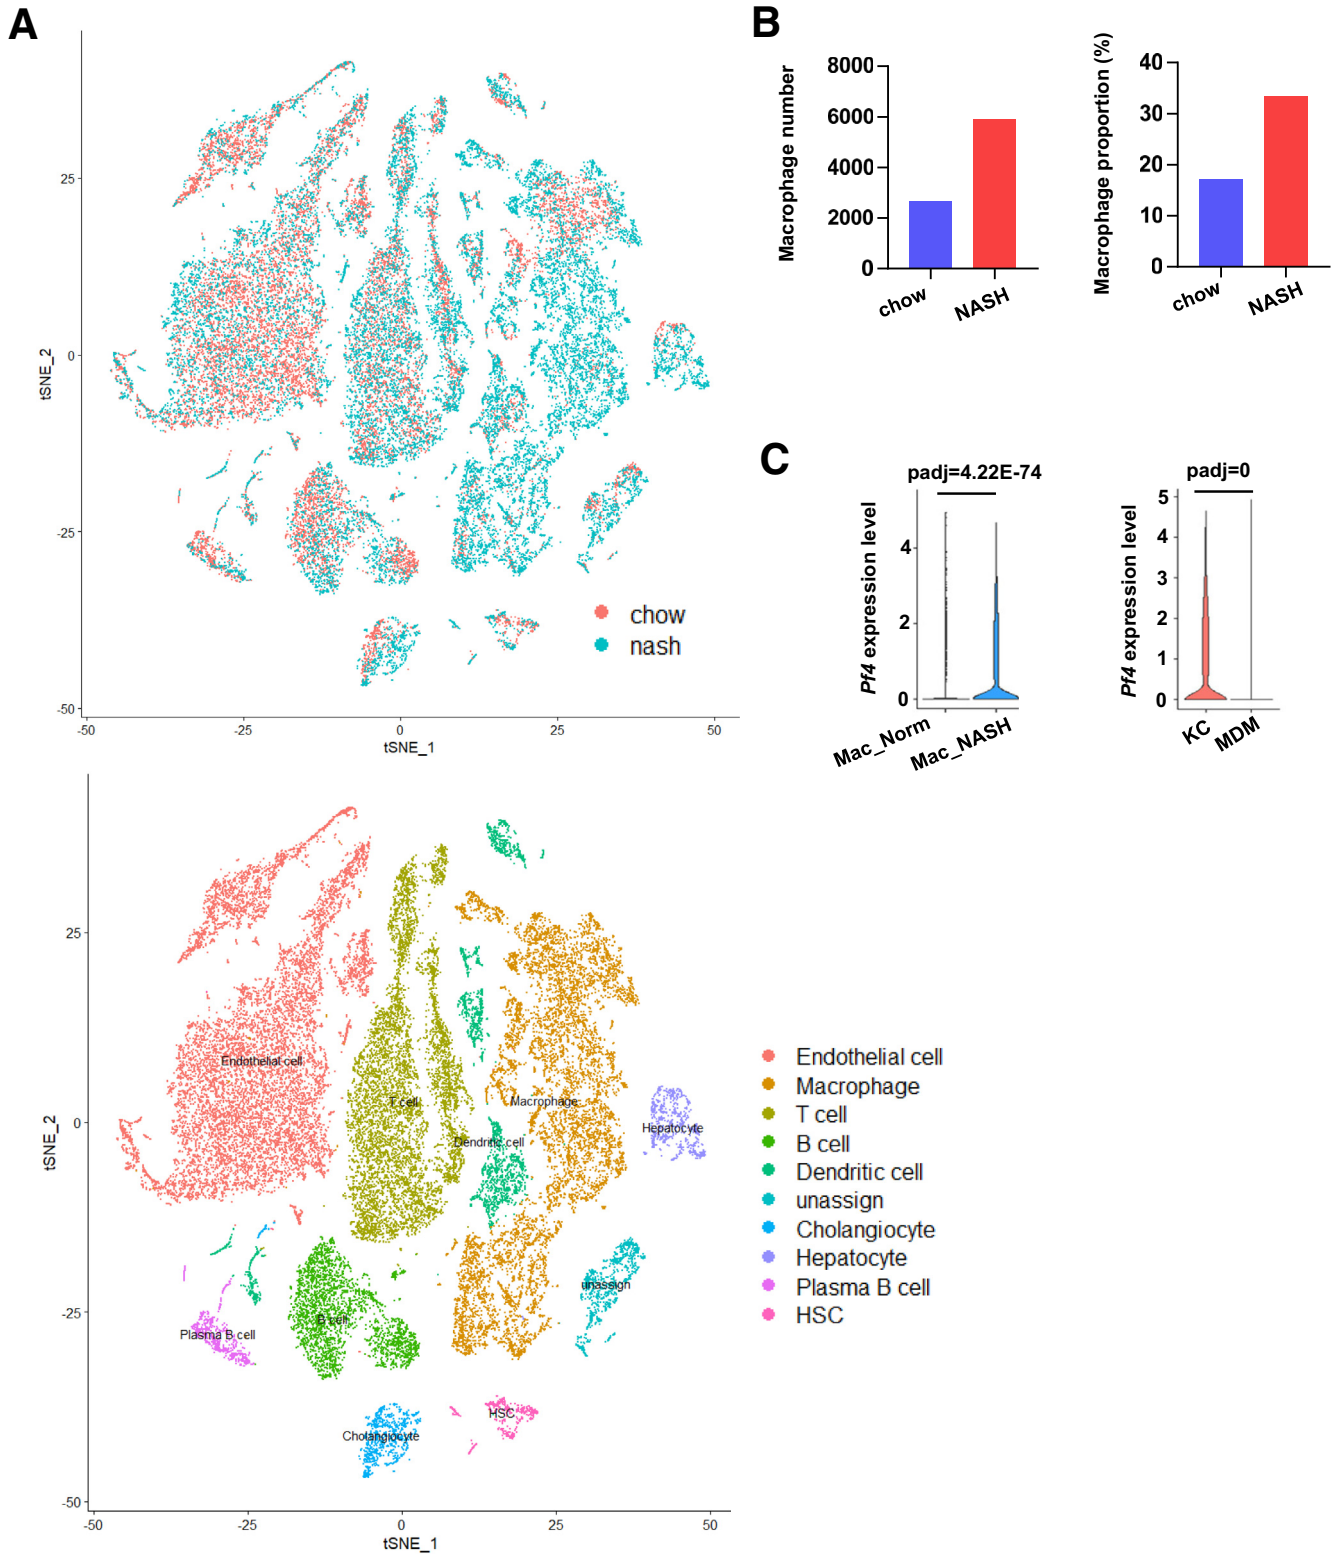 A
25
0
-25
-50
-50
-25
0
25
50
tSNE_2
tSNE_1
chow
nash
B
Macrophage number
8000
6000
4000
2000
0
chow
NASH
Macrophage proportion (%)
40
30
20
10
0
chow
NASH
C
padj=4.22E-74
Pf4 expression level
4
2
0
Mac_Norm
Mac_NASH
padj=0
Pf4 expression level
5
4
3
2
1
0
KC
MDM
25
0
-25
-50
-50
-25
0
25
50
tSNE_2
tSNE_1
Endothelial cell
T cell
Macrophage
Dendritic cell
Hepatocyte
unassign
B cell
Plasma B cell
HSC
Cholangiocyte
Endothelial cell
Macrophage
T cell
B cell
Dendritic cell
unassign
Cholangiocyte
Hepatocyte
Plasma B cell
HSC